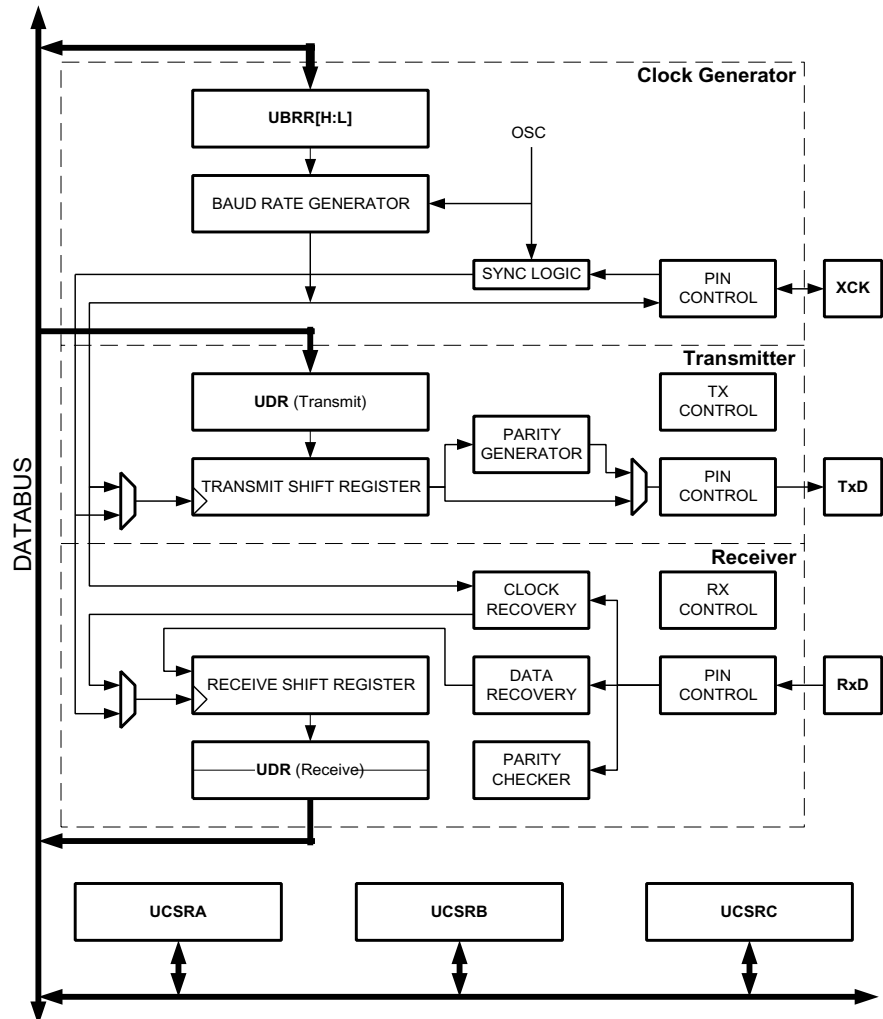 Clock Generator
UBRR[H:L]
OSC
BAUD RATE GENERATOR
SYNC LOGIC
PIN
CONTROL
XCK
DATABUS
Transmitter
UDR (Transmit)
TX
CONTROL
PARITY
GENERATOR
TRANSMIT SHIFT REGISTER
PIN
CONTROL
TxD
Receiver
CLOCK
RECOVERY
RX
CONTROL
RECEIVE SHIFT REGISTER
DATA
RECOVERY
PIN
CONTROL
RxD
UDR (Receive)
PARITY
CHECKER
UCSRA
UCSRB
UCSRC